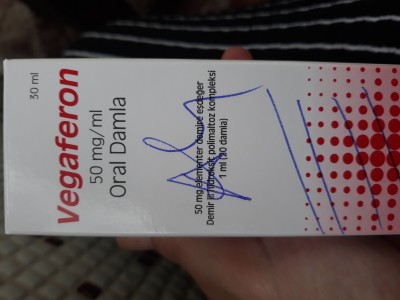 30 ml
Vegaferon
50 mg/ml
Oral Damla
50 mg elementer demire eşdeğer
Demir III hidroksit polimaltoz kompleksi
1 ml (20 damla)